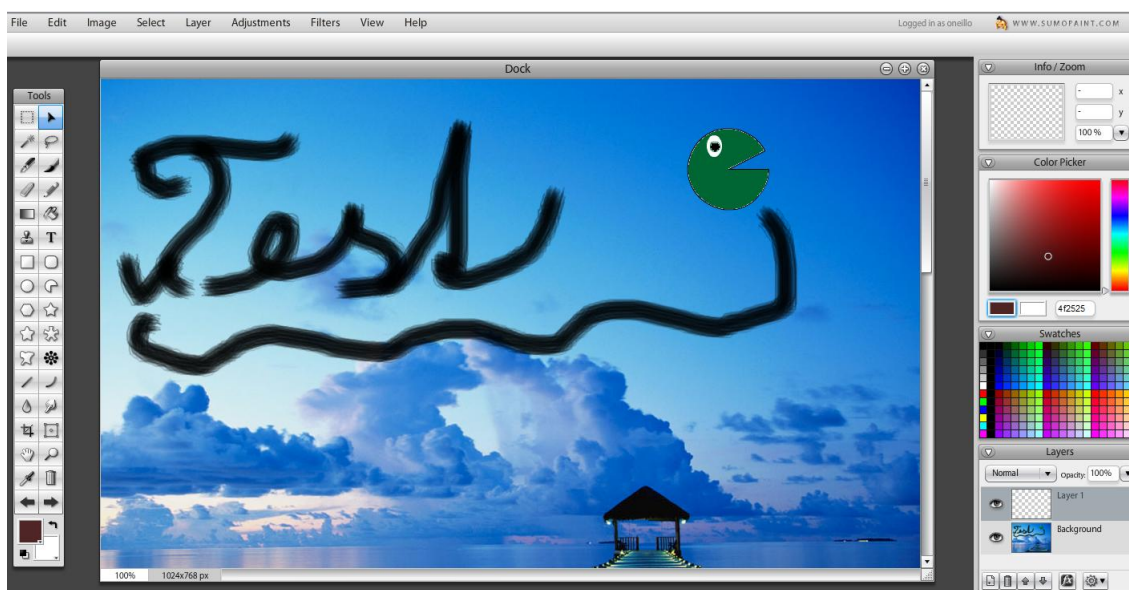 File Edit Image Select Layer Adjustments Filters View Help Logged in as oneillo WWW.SUMOPAINT.COM
Dock
Tools
T
Test
100% 1024x768 px
Info / Zoom
- x
- y
100 %
Color Picker
4f2525
Swatches
Layers
Normal Opacity: 100%
Layer 1
Background